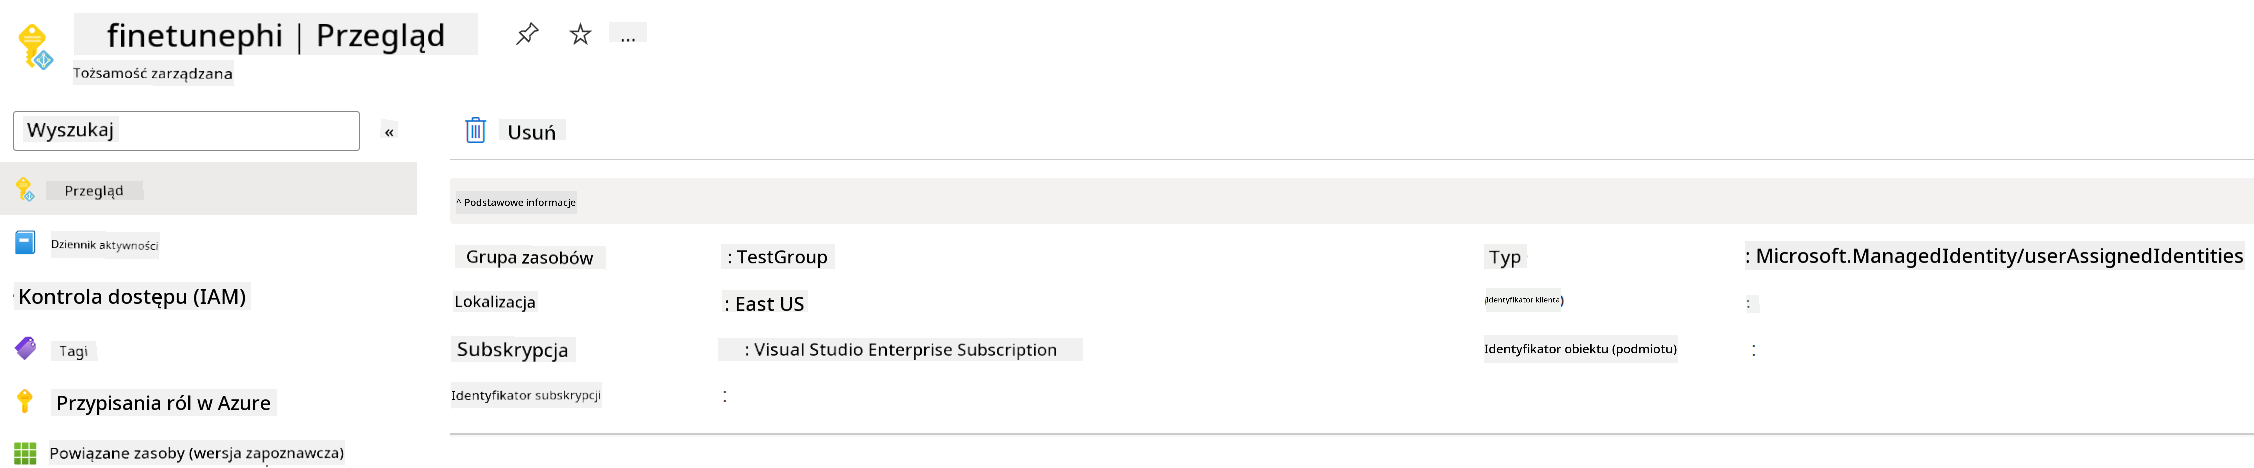 finetunephi | Przegląd
...
Tożsamość zarządzana
Wyszukaj
«
Usuń
Przegląd
^ Podstawowe informacje
Dziennik aktywności
Grupa zasobów : TestGroup
Typ : Microsoft.ManagedIdentity/userAssignedIdentities
Kontrola dostępu (IAM)
Lokalizacja : East US
Identyfikator klienta) :
Tagi
Subskrypcja : Visual Studio Enterprise Subscription
Identyfikator obiektu (podmiotu) :
Przypisania ról w Azure
Identyfikator subskrypcji :
Powiązane zasoby (wersja zapoznawcza)